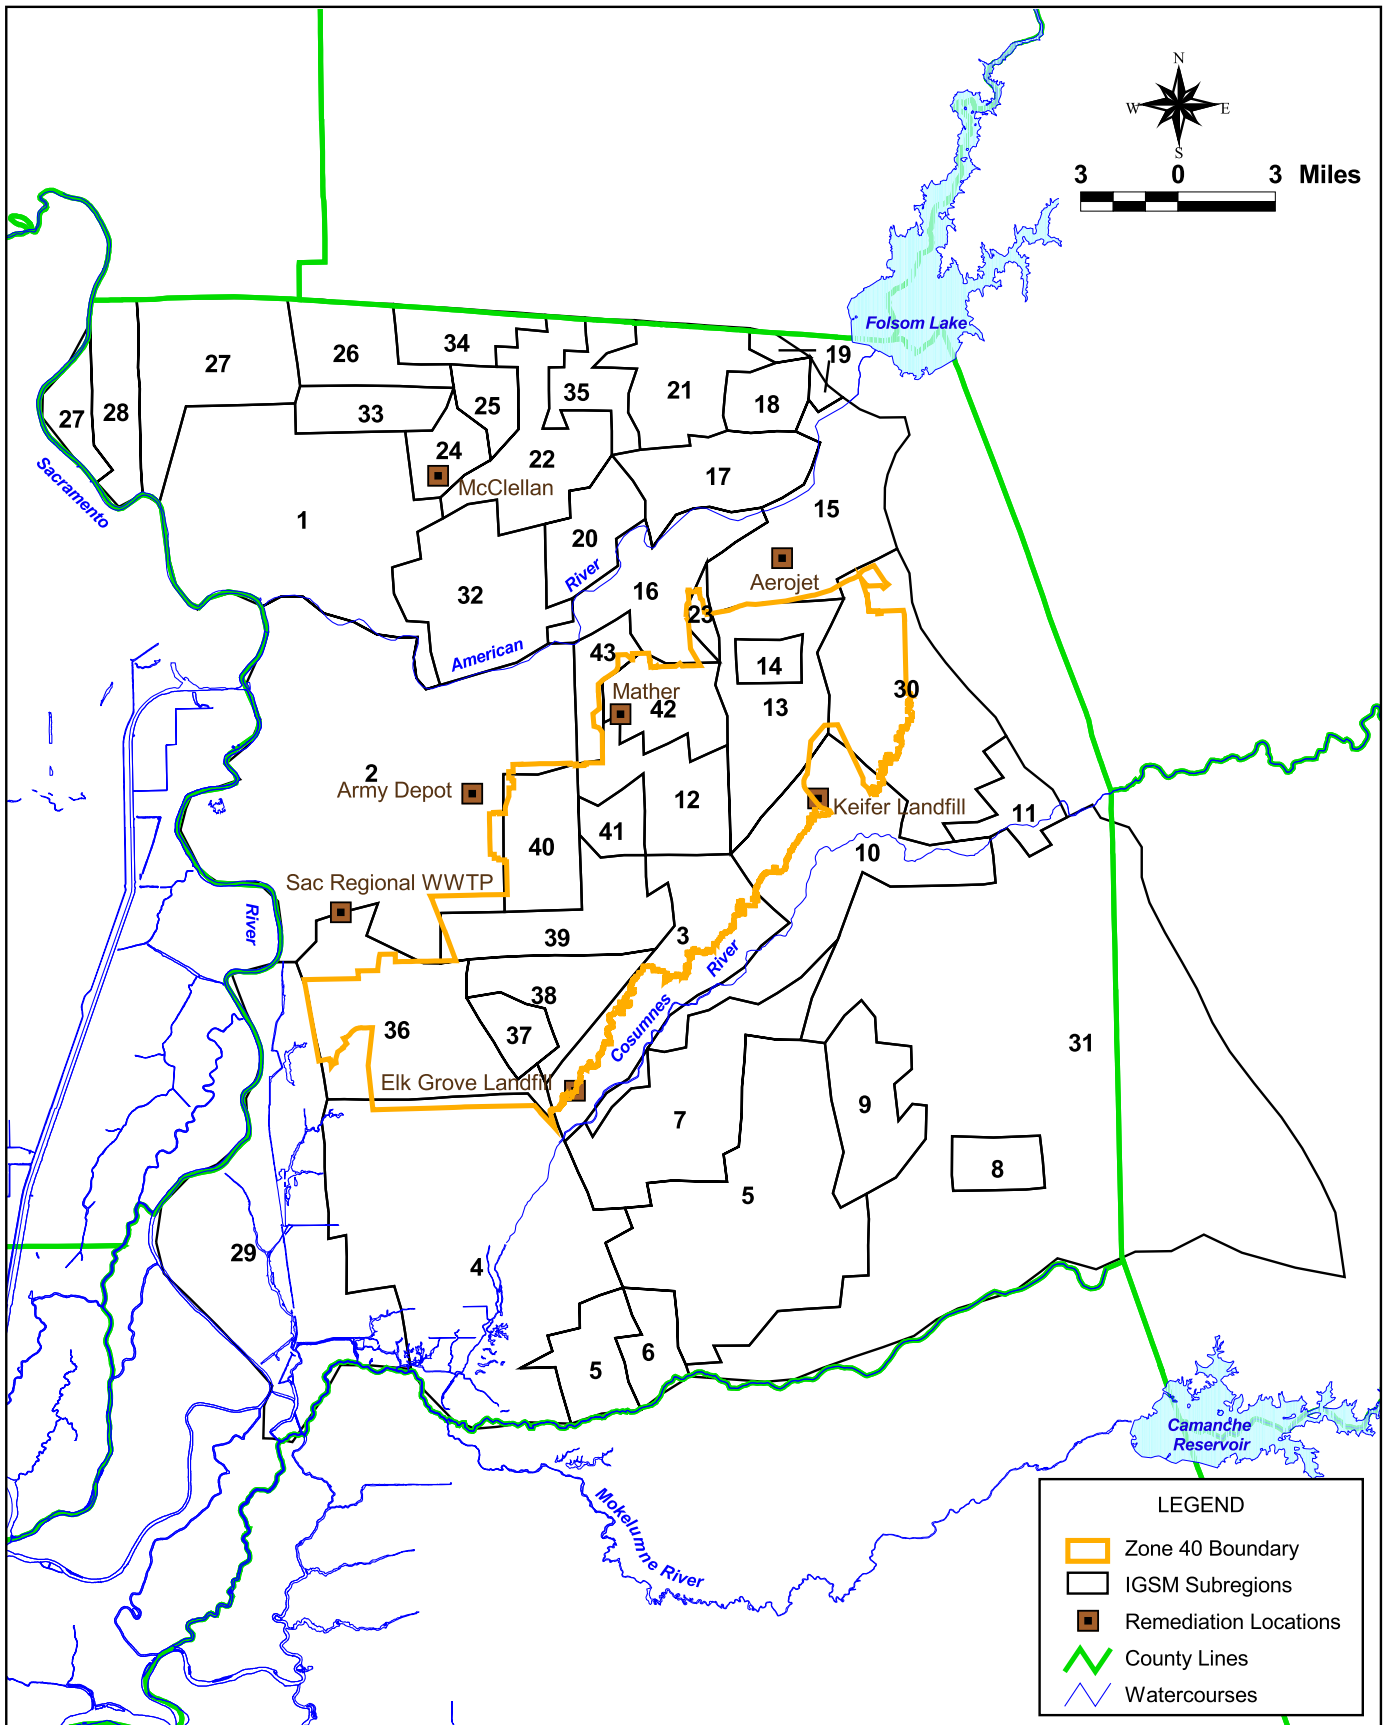 N
W
E
S
3 0 3 Miles
Folsom Lake
19
34
26
27
35
21
18
25
28
33
27
24
22
17
McClellan
Sacramento
15
1
20
Aerojet
River
16
32
23
American
43
14
30
Mather
42
13
2
Army Depot
12
Keifer Landfill
11
41
40
10
Sac Regional WWTP
River
39
3
River
38
36
37
Cosumnes
31
Elk Grove Landfill
9
7
8
5
29
4
6
5
Camanche
Reservoir
Mokelumne River
LEGEND
Zone 40 Boundary
IGSM Subregions
Remediation Locations
County Lines
Watercourses